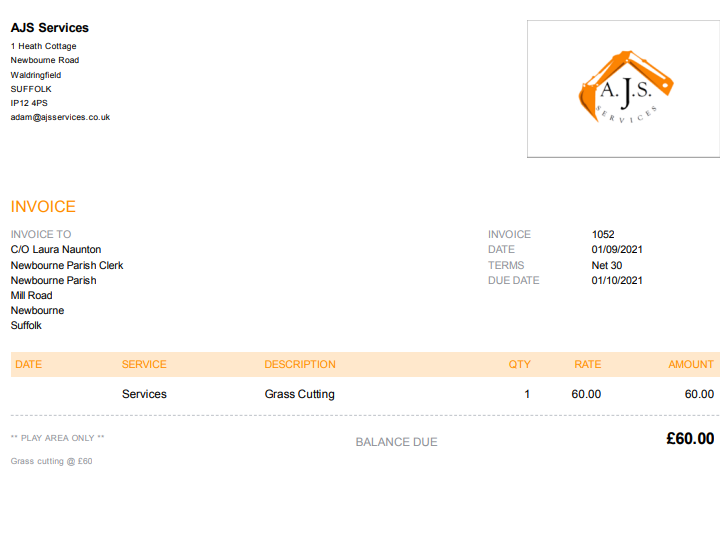 AJS Services
1 Heath Cottage
Newbourne Road
Waldringfield
SUFFOLK
IP12 4PS
adam@ajsservices.co.uk
A. J. S.
SERVICES
INVOICE
INVOICE TO
C/O Laura Naunton
Newbourne Parish Clerk
Newbourne Parish
Mill Road
Newbourne
Suffolk
INVOICE 1052
DATE 01/09/2021
TERMS Net 30
DUE DATE 01/10/2021
DATE SERVICE DESCRIPTION QTY RATE AMOUNT
Services Grass Cutting 1 60.00 60.00
** PLAY AREA ONLY **
Grass cutting @ £60
BALANCE DUE £60.00